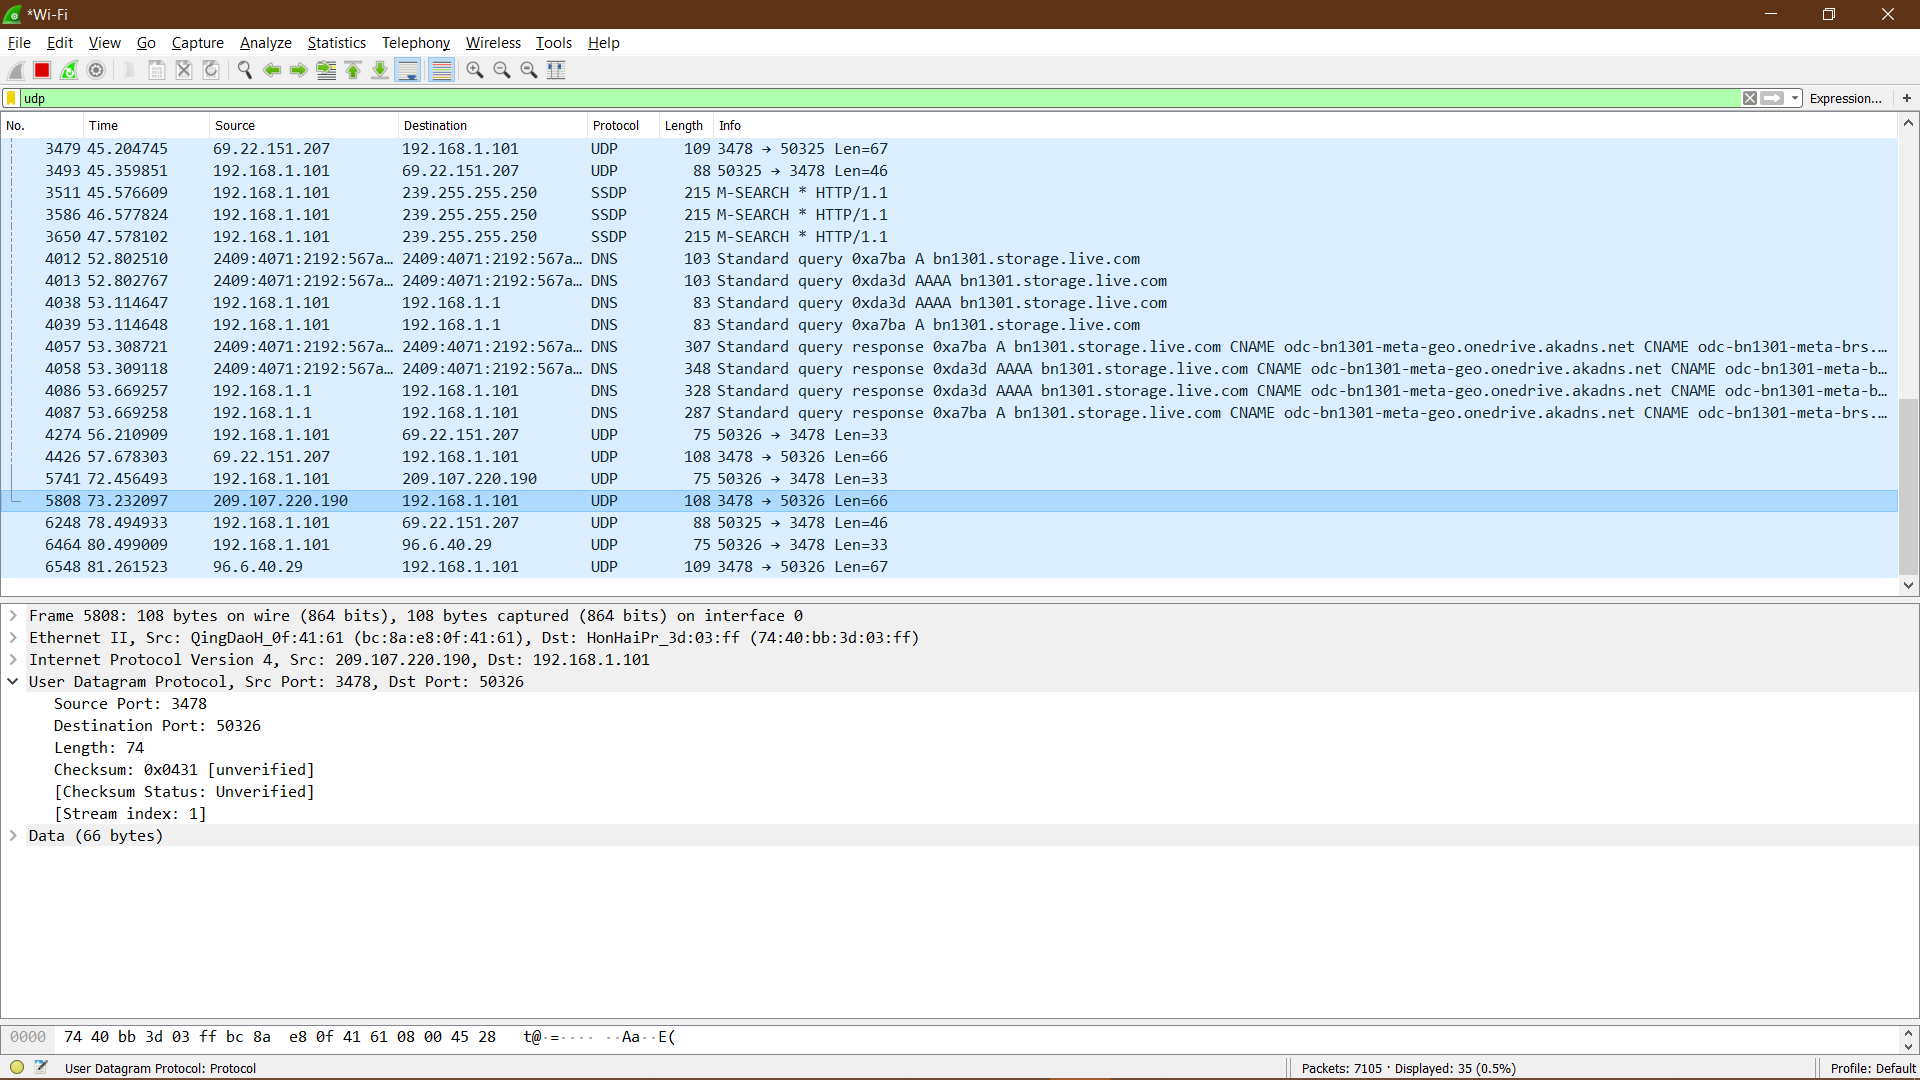 *Wi-Fi
File Edit View Go Capture Analyze Statistics Telephony Wireless Tools Help
udp Expression... +
No. Time Source Destination Protocol Length Info
3479 45.204745 69.22.151.207 192.168.1.101 UDP 109 3478 → 50325 Len=67
3493 45.359851 192.168.1.101 69.22.151.207 UDP 88 50325 → 3478 Len=46
3511 45.576609 192.168.1.101 239.255.255.250 SSDP 215 M-SEARCH * HTTP/1.1
3586 46.577824 192.168.1.101 239.255.255.250 SSDP 215 M-SEARCH * HTTP/1.1
3650 47.578102 192.168.1.101 239.255.255.250 SSDP 215 M-SEARCH * HTTP/1.1
4012 52.802510 2409:4071:2192:567a… 2409:4071:2192:567a… DNS 103 Standard query 0xa7ba A bn1301.storage.live.com
4013 52.802767 2409:4071:2192:567a… 2409:4071:2192:567a… DNS 103 Standard query 0xda3d AAAA bn1301.storage.live.com
4038 53.114647 192.168.1.101 192.168.1.1 DNS 83 Standard query 0xda3d AAAA bn1301.storage.live.com
4039 53.114648 192.168.1.101 192.168.1.1 DNS 83 Standard query 0xa7ba A bn1301.storage.live.com
4057 53.308721 2409:4071:2192:567a… 2409:4071:2192:567a… DNS 307 Standard query response 0xa7ba A bn1301.storage.live.com CNAME odc-bn1301-meta-geo.onedrive.akadns.net CNAME odc-bn1301-meta-brs.…
4058 53.309118 2409:4071:2192:567a… 2409:4071:2192:567a… DNS 348 Standard query response 0xda3d AAAA bn1301.storage.live.com CNAME odc-bn1301-meta-geo.onedrive.akadns.net CNAME odc-bn1301-meta-b…
4086 53.669257 192.168.1.1 192.168.1.101 DNS 328 Standard query response 0xda3d AAAA bn1301.storage.live.com CNAME odc-bn1301-meta-geo.onedrive.akadns.net CNAME odc-bn1301-meta-b…
4087 53.669258 192.168.1.1 192.168.1.101 DNS 287 Standard query response 0xa7ba A bn1301.storage.live.com CNAME odc-bn1301-meta-geo.onedrive.akadns.net CNAME odc-bn1301-meta-brs.…
4274 56.210909 192.168.1.101 69.22.151.207 UDP 75 50326 → 3478 Len=33
4426 57.678303 69.22.151.207 192.168.1.101 UDP 108 3478 → 50326 Len=66
5741 72.456493 192.168.1.101 209.107.220.190 UDP 75 50326 → 3478 Len=33
5808 73.232097 209.107.220.190 192.168.1.101 UDP 108 3478 → 50326 Len=66
6248 78.494933 192.168.1.101 69.22.151.207 UDP 88 50325 → 3478 Len=46
6464 80.499009 192.168.1.101 96.6.40.29 UDP 75 50326 → 3478 Len=33
6548 81.261523 96.6.40.29 192.168.1.101 UDP 109 3478 → 50326 Len=67
Frame 5808: 108 bytes on wire (864 bits), 108 bytes captured (864 bits) on interface 0
Ethernet II, Src: QingDaoH_0f:41:61 (bc:8a:e8:0f:41:61), Dst: HonHaiPr_3d:03:ff (74:40:bb:3d:03:ff)
Internet Protocol Version 4, Src: 209.107.220.190, Dst: 192.168.1.101
User Datagram Protocol, Src Port: 3478, Dst Port: 50326
Source Port: 3478
Destination Port: 50326
Length: 74
Checksum: 0x0431 [unverified]
[Checksum Status: Unverified]
[Stream index: 1]
Data (66 bytes)
0000 74 40 bb 3d 03 ff bc 8a e8 0f 41 61 08 00 45 28 t@·=···· ··Aa··E(
User Datagram Protocol: Protocol Packets: 7105 · Displayed: 35 (0.5%) Profile: Default